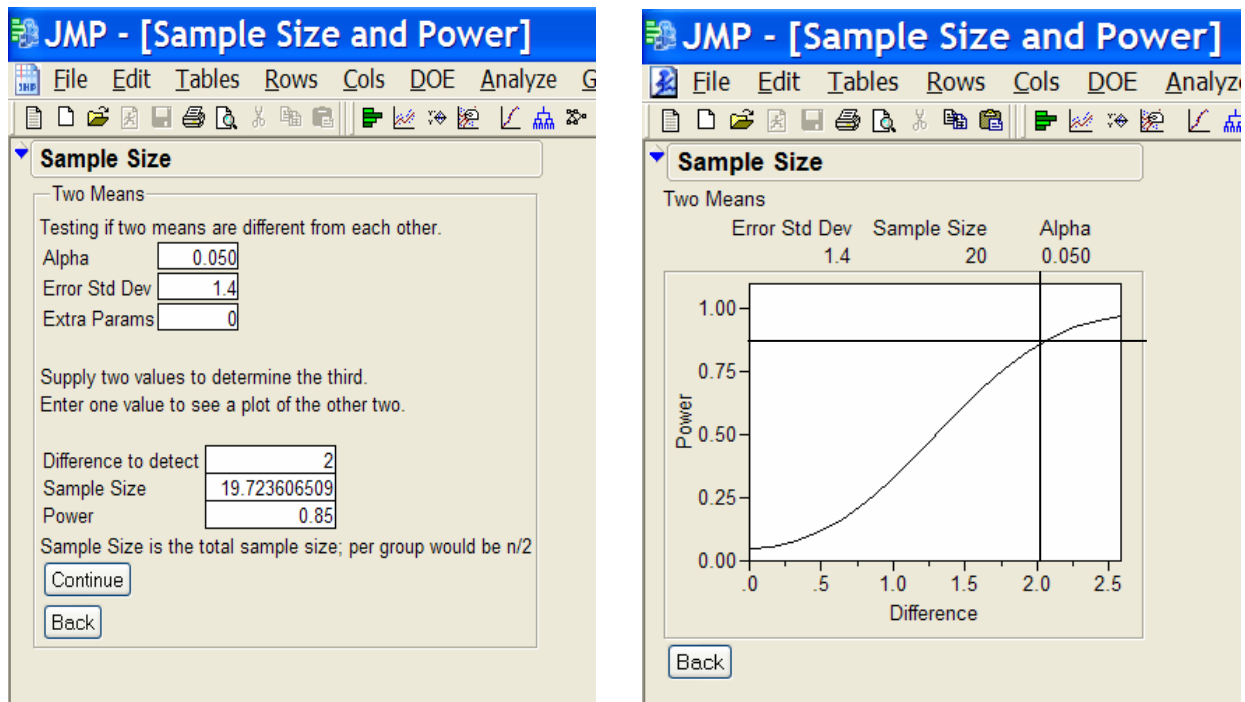 JMP - [Sample Size and Power]
File Edit Tables Rows Cols DOE Analyze G
Sample Size
Two Means
Testing if two means are different from each other.
Alpha 0.050
Error Std Dev 1.4
Extra Params 0
Supply two values to determine the third.
Enter one value to see a plot of the other two.
Difference to detect 2
Sample Size 19.723606509
Power 0.85
Sample Size is the total sample size; per group would be n/2
Continue
Back
JMP - [Sample Size and Power]
File Edit Tables Rows Cols DOE Analyze
Sample Size
Two Means
Error Std Dev Sample Size Alpha
1.4 20 0.050
1.00
0.75
0.50
0.25
0.00
Power
.0 .5 1.0 1.5 2.0 2.5
Difference
Back